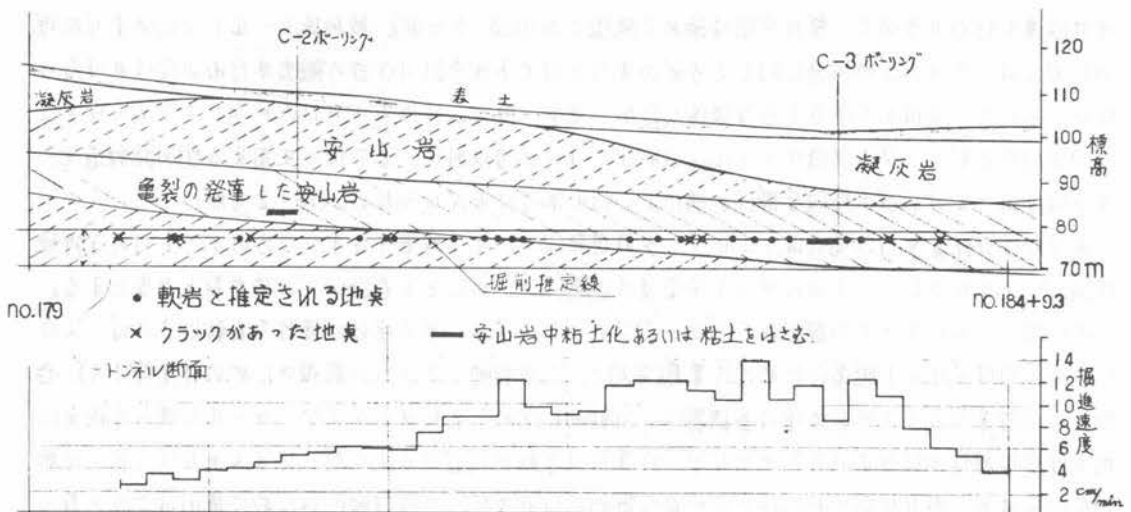 C-2ボーリング
C-3ボーリング
凝灰岩
表土
安山岩
凝灰岩
亀裂の発達した安山岩
120
110
100
90
80
70m
標高
掘削推定線
no.179
no.184+9.3
● 軟岩と推定される地点
× クラックがあった地点
安山岩中粘土化あるいは粘土をはさむ
トンネル断面
14
12
10
8
6
4
2
cm/min
掘進速度